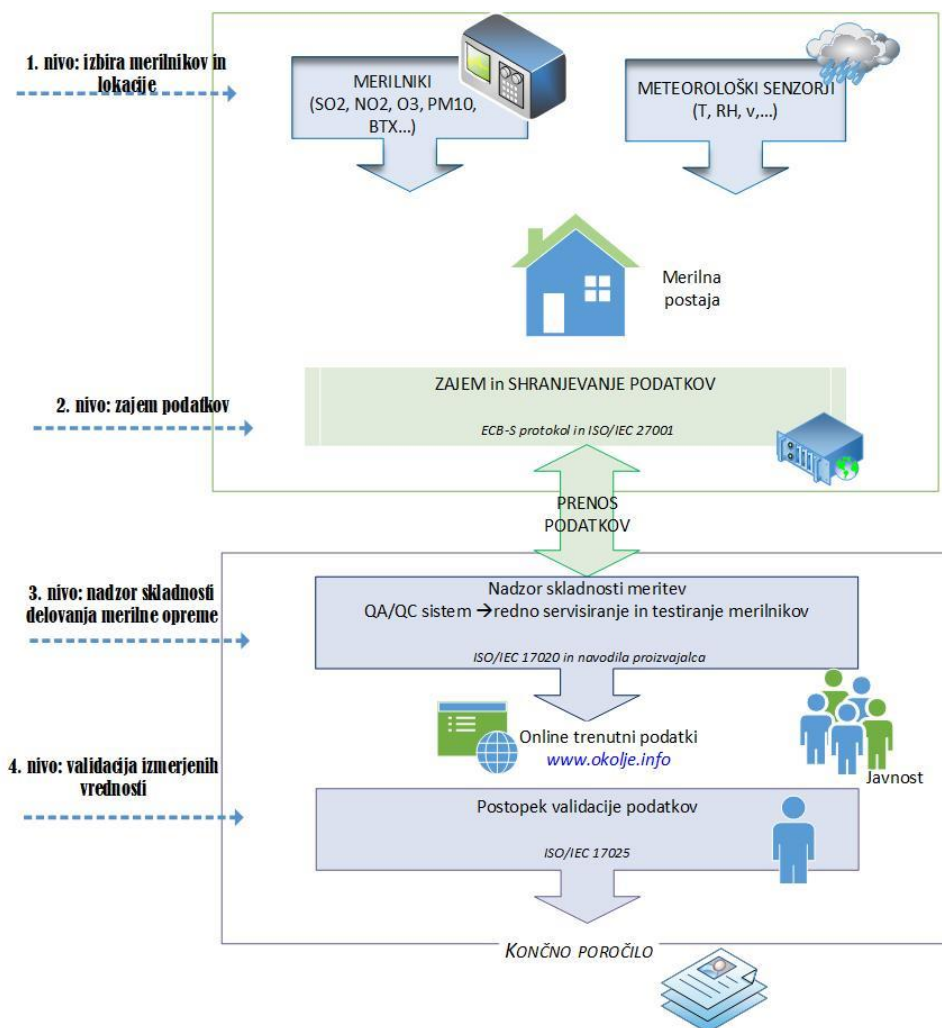 1. nivo: izbira merilnikov in
lokacije
MERILNIKI
(SO2, NO2, O3, PM10,
BTX...)
METEOROLOŠKI SENZORJI
(T, RH, v,...)
Merilna
postaja
2. nivo: zajem podatkov
ZAJEM in SHRANJEVANJE PODATKOV
ECB-S protokol in ISO/IEC 27001
PRENOS
PODATKOV
3. nivo: nadzor skladnosti
delovanja merilne opreme
Nadzor skladnosti meritev
QA/QC sistem →redno servisiranje in testiranje merilnikov
ISO/IEC 17020 in navodila proizvajalca
Online trenutni podatki
www.okolje.info
Javnost
4. nivo: validacija izmerjenih
vrednosti
Postopek validacije podatkov
ISO/IEC 17025
KONČNO POROČILO